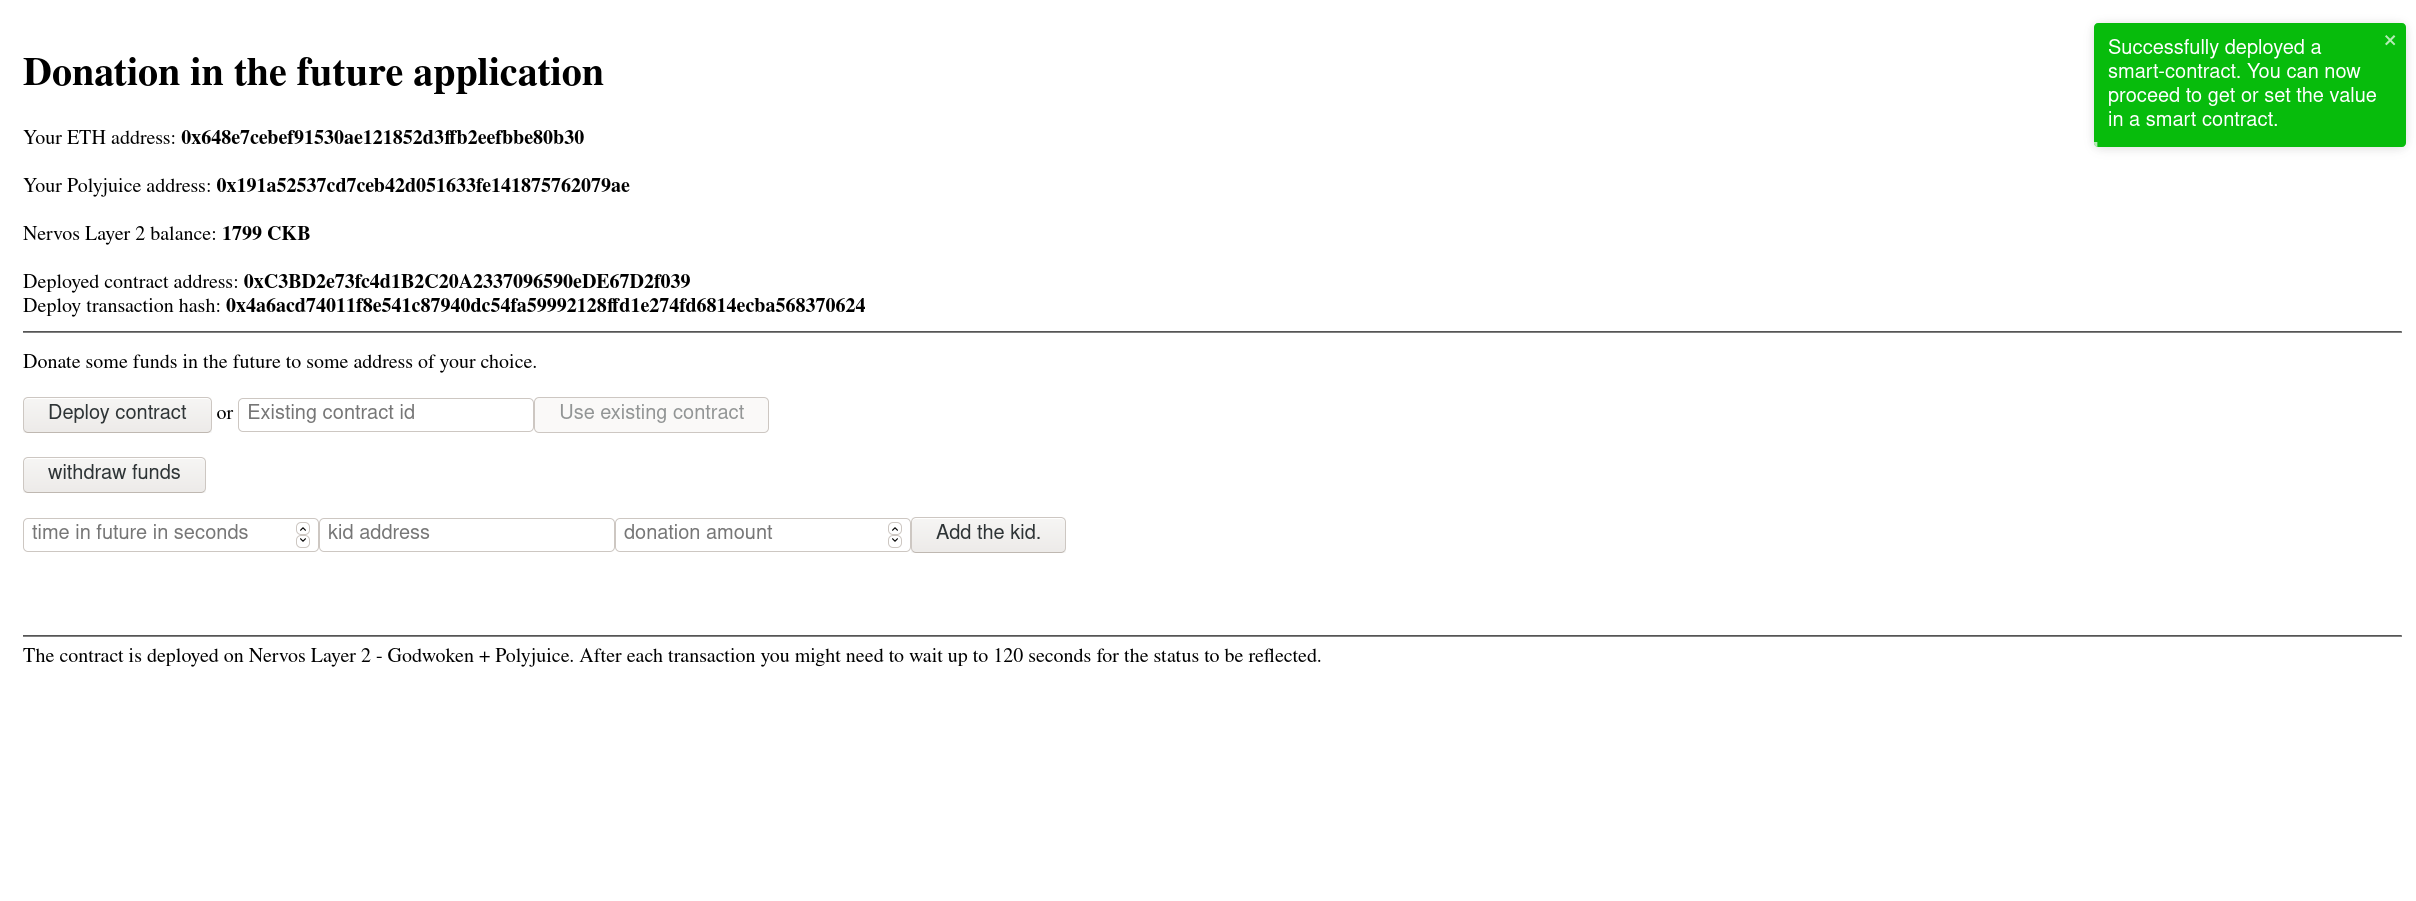 Donation in the future application
Successfully deployed a
smart-contract. You can now
proceed to get or set the value
in a smart contract.
Your ETH address: 0x648e7cebef91530ae121852d3ffb2eefbbe80b30
Your Polyjuice address: 0x191a52537cd7ceb42d051633fe141875762079ae
Nervos Layer 2 balance: 1799 CKB
Deployed contract address: 0xC3BD2e73fc4d1B2C20A2337096590eDE67D2f039
Deploy transaction hash: 0x4a6acd74011f8e541c87940dc54fa59992128ffd1e274fd6814ecba568370624
Donate some funds in the future to some address of your choice.
Deploy contract or Existing contract id Use existing contract
withdraw funds
time in future in seconds kid address donation amount Add the kid.
The contract is deployed on Nervos Layer 2 - Godwoken + Polyjuice. After each transaction you might need to wait up to 120 seconds for the status to be reflected.